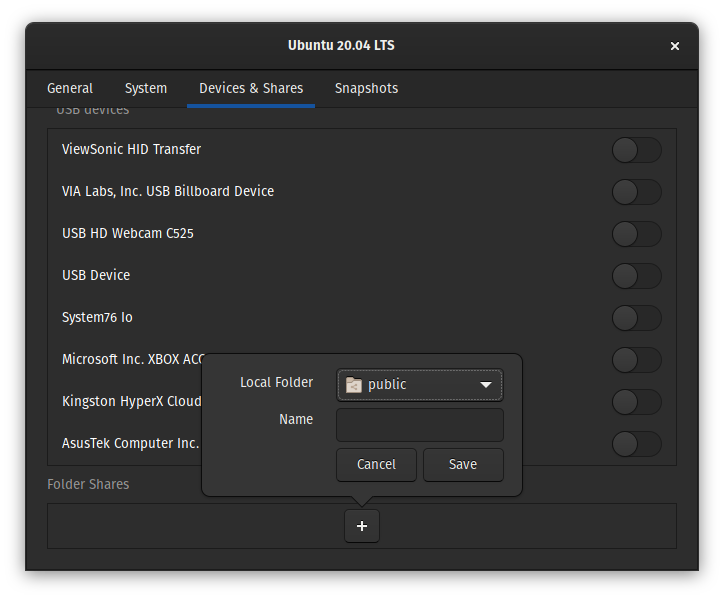 Ubuntu 20.04 LTS
General System Devices & Shares Snapshots
USB devices
ViewSonic HID Transfer
VIA Labs, Inc. USB Billboard Device
USB HD Webcam C525
USB Device
System76 Io
Microsoft Inc. XBOX ACC
Kingston HyperX Cloud
AsusTek Computer Inc.
Local Folder public
Name
Cancel Save
Folder Shares
+